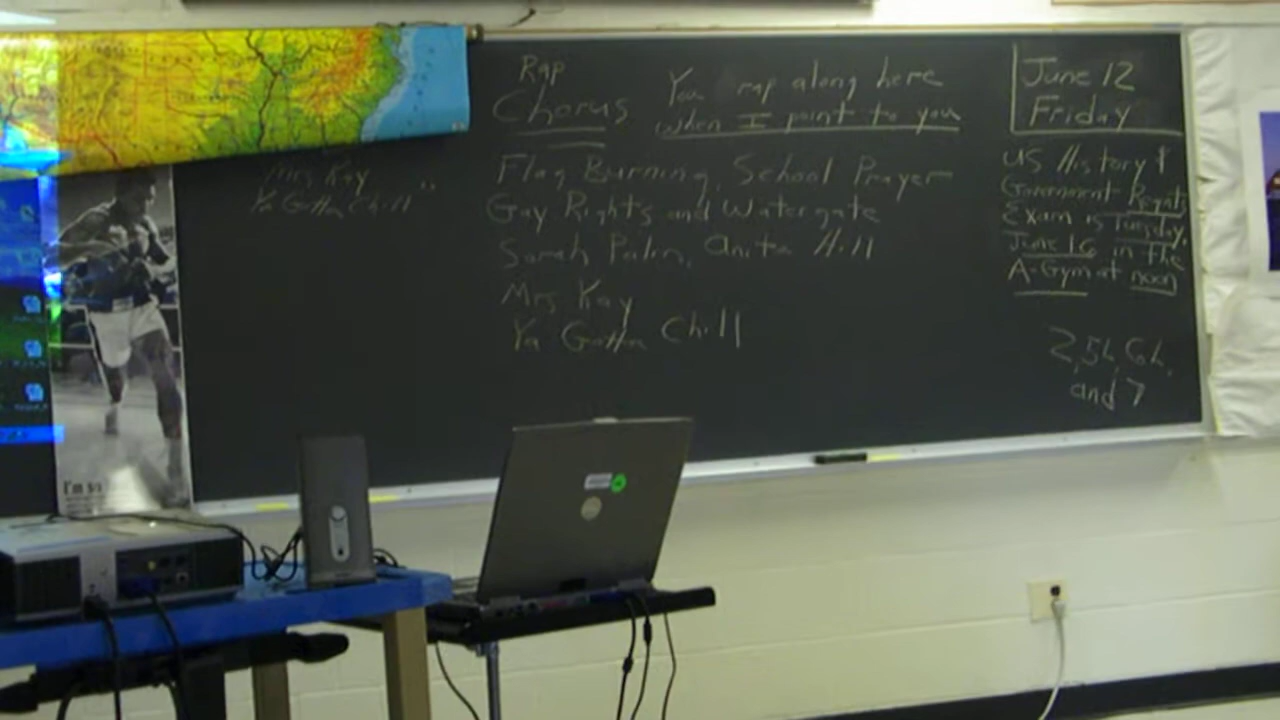 Rap
Chorus
You rap along here
when I point to you
Flag Burning, School Prayer
Gay Rights and Watergate
Sarah Palin, Anita Hill
Mrs Kay
Ya Gotta Chill
Mrs Kay
Ya Gotta Chill"
June 12
Friday
US History &
Government Regents
Exam is Tuesday,
June 16 in the
A-Gym at noon
2, 5h, 6h,
and 7